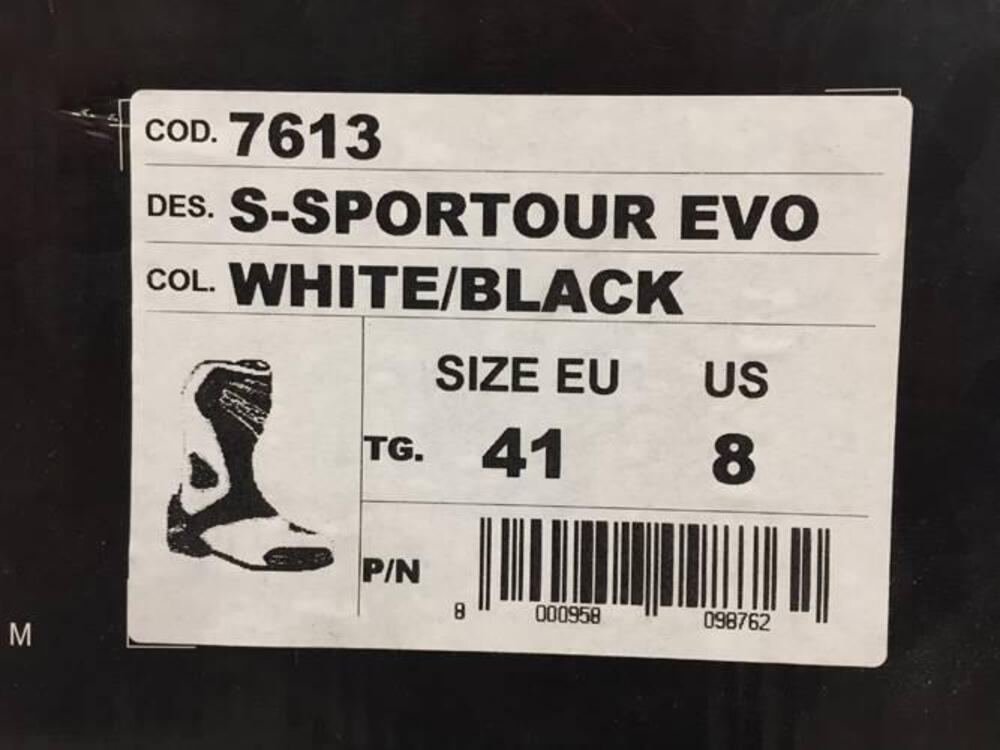 COD. 7613
DES. S-SPORTOUR EVO
COL. WHITE/BLACK
SIZE EU US
TG. 41 8
P/N
8 000958 098762
M